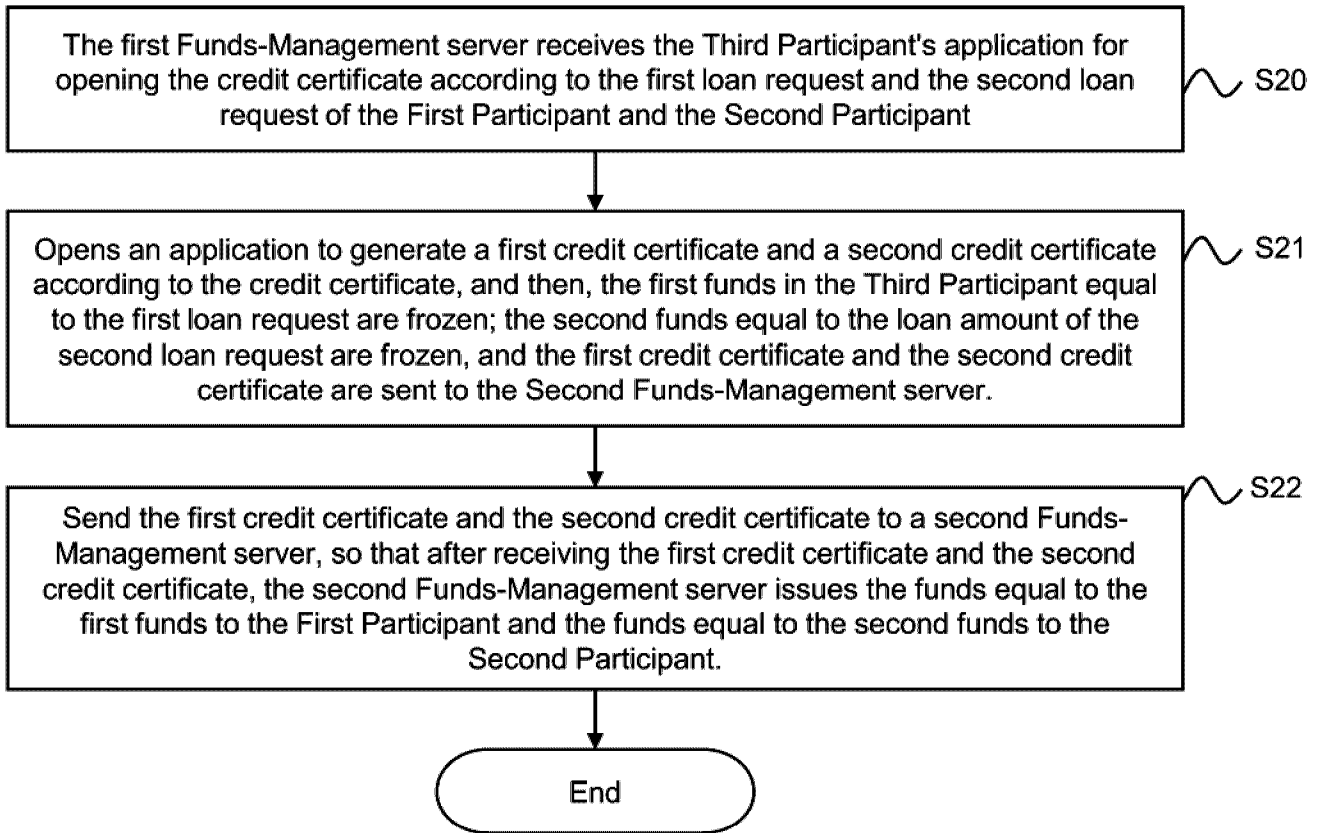 The first Funds-Management server receives the Third Participant's application for
opening the credit certificate according to the first loan request and the second loan
request of the First Participant and the Second Participant
S20
Opens an application to generate a first credit certificate and a second credit certificate
according to the credit certificate, and then, the first funds in the Third Participant equal
to the first loan request are frozen; the second funds equal to the loan amount of the
second loan request are frozen, and the first credit certificate and the second credit
certificate are sent to the Second Funds-Management server.
S21
Send the first credit certificate and the second credit certificate to a second Funds-
Management server, so that after receiving the first credit certificate and the second
credit certificate, the second Funds-Management server issues the funds equal to the
first funds to the First Participant and the funds equal to the second funds to the
Second Participant.
S22
End